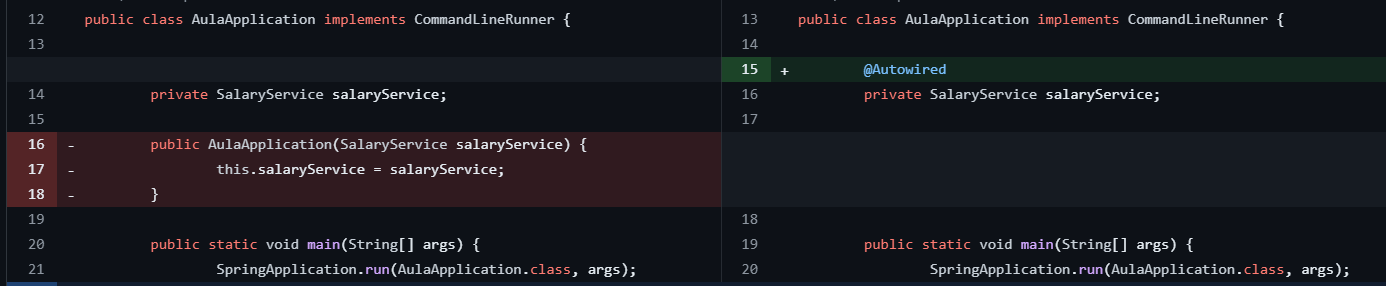 12 public class AulaApplication implements CommandLineRunner {
13
14 private SalaryService salaryService;
15
16 - public AulaApplication(SalaryService salaryService) {
17 - this.salaryService = salaryService;
18 - }
19
20 public static void main(String[] args) {
21 SpringApplication.run(AulaApplication.class, args);
13 public class AulaApplication implements CommandLineRunner {
14
15 + @Autowired
16 private SalaryService salaryService;
17
18
19 public static void main(String[] args) {
20 SpringApplication.run(AulaApplication.class, args);